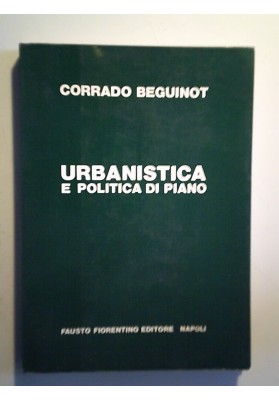 CORRADO BEGUINOT
URBANISTICA
E POLITICA DI PIANO
FAUSTO FIORENTINO EDITORE NAPOLI